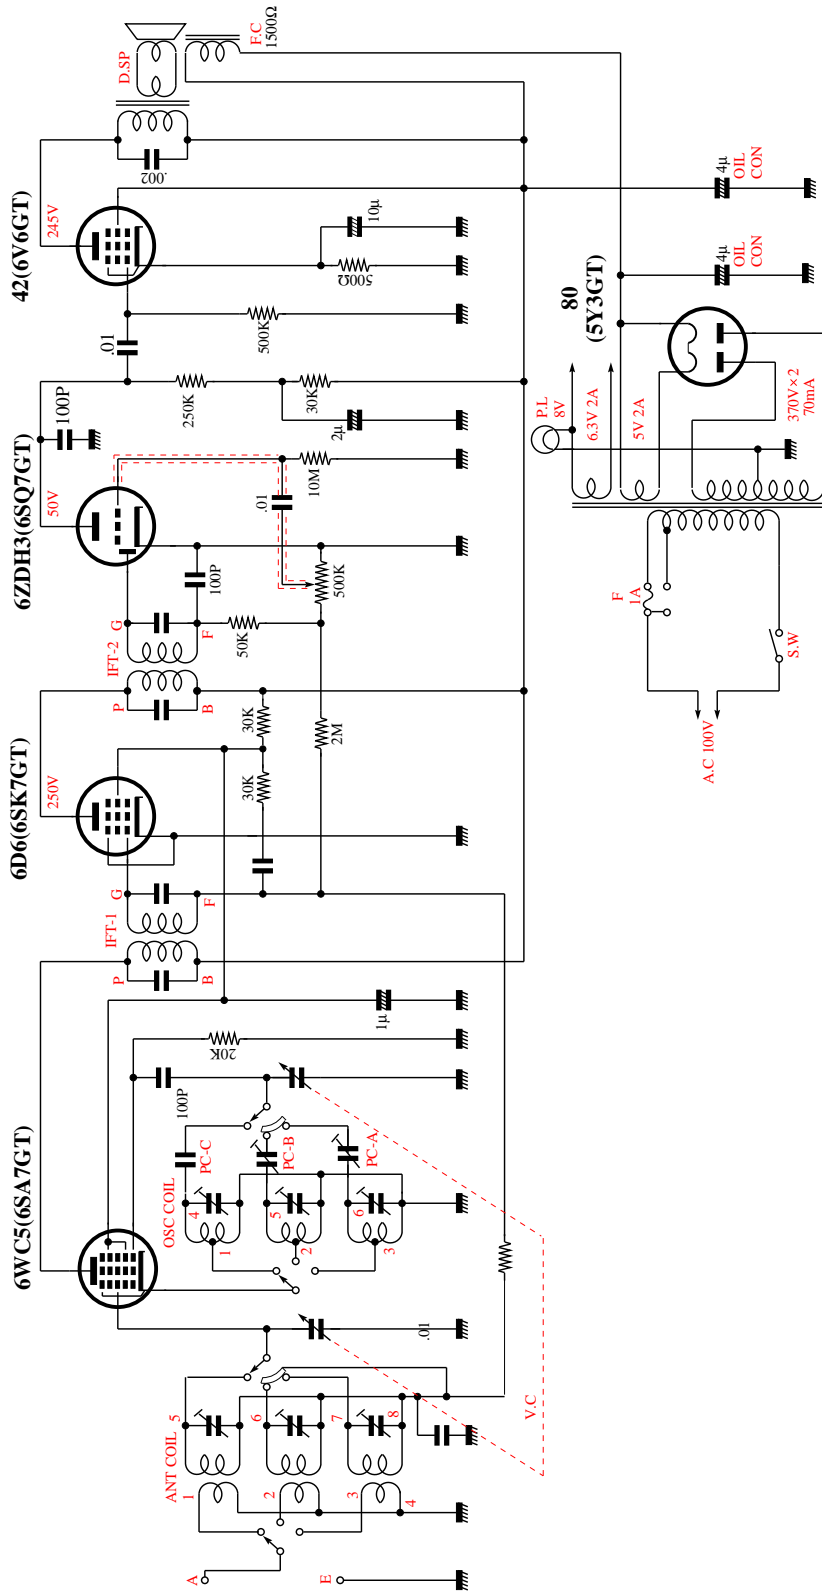 6WC5(6SA7GT)
6D6(6SK7GT)
6ZDH3(6SQ7GT)
42(6V6GT)
250V
50V
245V
100P
.01
.002
D.SP
F.C
1500Ω
A
E
ANT COIL
1
2
3
4
5
6
7
8
.01
V.C
OSC COIL
4
1
5
2
6
3
PC-C
PC-B
PC-A
100P
20K
1μ
P
B
IFT-1
G
F
30K
30K
2M
P
B
IFT-2
G
F
50K
100P
500K
.01
10M
250K
30K
2μ
500K
500Ω
10μ
4μ
OIL
CON
4μ
OIL
CON
80
(5Y3GT)
P.L
8V
6.3V 2A
5V 2A
370V×2
70mA
F
1A
S.W
A.C 100V